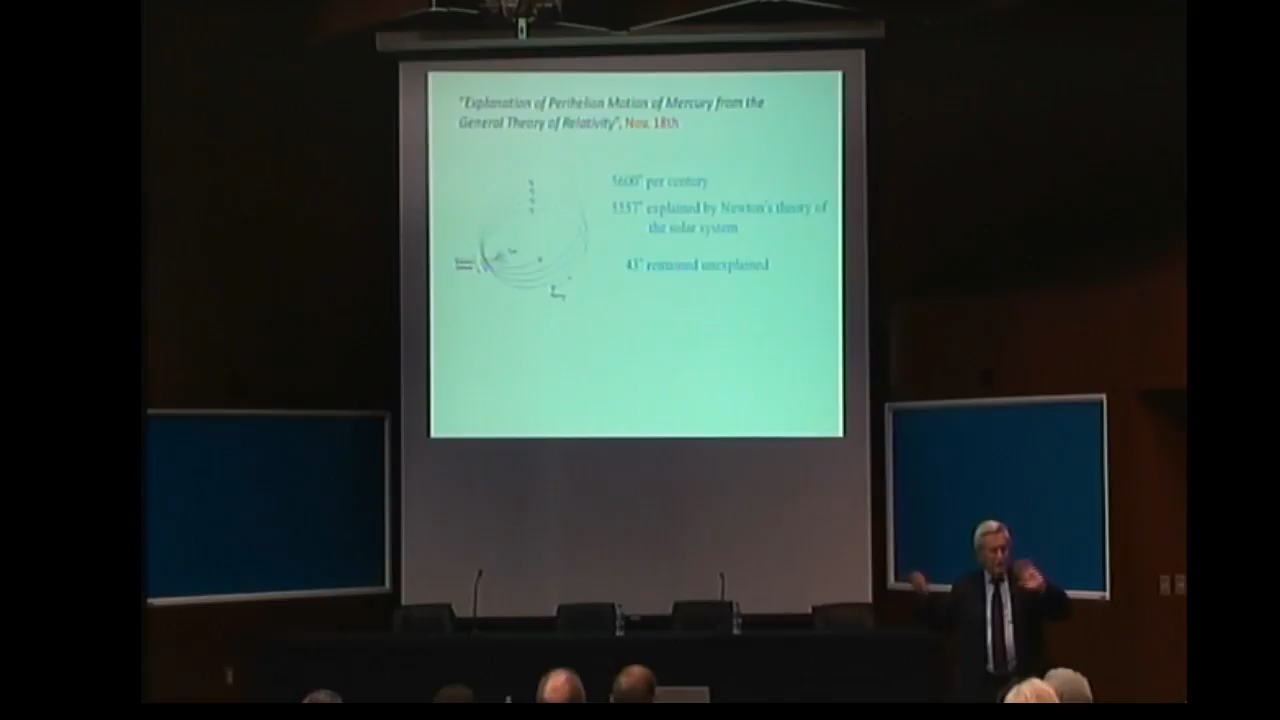 "Explanation of Perihelion Motion of Mercury from the
General Theory of Relativity", Nov. 18th
5600" per century
5557" explained by Newton's theory of
the solar system
43" remained unexplained